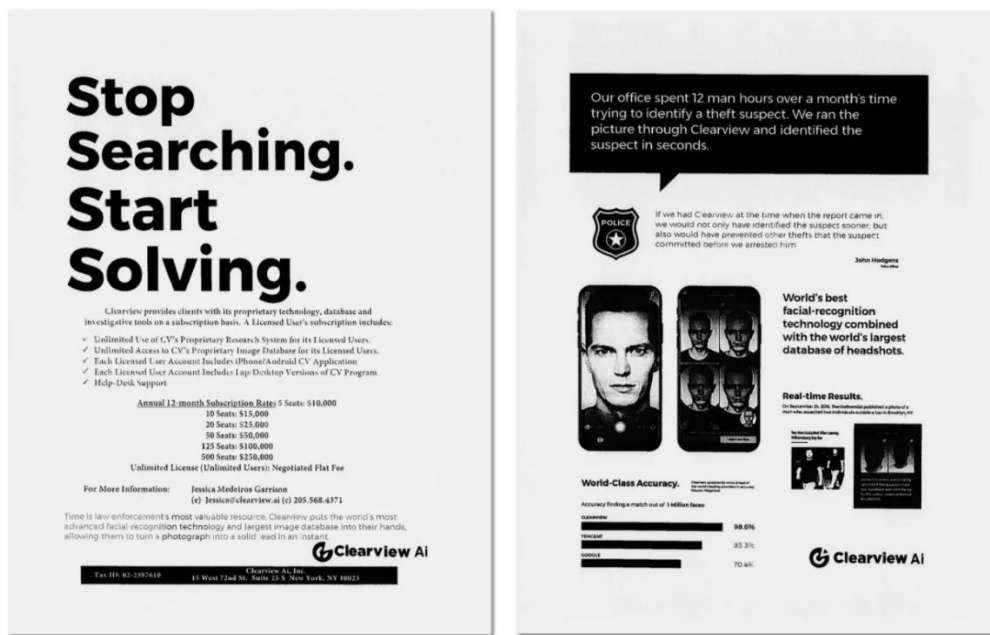 Stop
Searching.
Start
Solving.
Clearview provides clients with its proprietary technology, database and
investigative tools on a subscription basis. A Licensed User's subscription includes:
✓ Unlimited Use of CV's Proprietary Research System for its Licensed Users.
✓ Unlimited Access to CV's Proprietary Image Database for its Licensed Users.
✓ Each Licensed User Account Includes iPhone/Android CV Application
✓ Each Licensed User Account Includes Lap/Desktop Versions of CV Program
✓ Help-Desk Support
Annual 12-month Subscription Rate: 5 Seats: $10,000
10 Seats: $15,000
20 Seats: $25,000
50 Seats: $50,000
125 Seats: $100,000
500 Seats: $250,000
Unlimited License (Unlimited Users): Negotiated Flat Fee
For More Information: Jessica Medeiros Garrison
(e) Jessica@clearview.ai (c) 205.568.4371
Time is law enforcement's most valuable resource. Clearview puts the world's most
advanced facial-recognition technology and largest image database into their hands,
allowing them to turn a photograph into a solid lead in an instant.
Clearview Ai
Tax ID: 82-2397610
Clearview Ai, Inc.
15 West 72nd St. Suite 23-S New York, NY 10023
Our office spent 12 man hours over a month's time
trying to identify a theft suspect. We ran the
picture through Clearview and identified the
suspect in seconds.
POLICE
If we had Clearview at the time when the report came in,
we would not only have identified the suspect sooner, but
also would have prevented other thefts that the suspect
committed before we arrested him.
John Hodgens
World's best
facial-recognition
technology combined
with the world's largest
database of headshots.
Real-time Results.
World-Class Accuracy.
Accuracy finding a match out of 1 Million faces:
CLEARVIEW
98.6%
TENCENT
83.3%
GOOGLE
70.4%
Clearview Ai